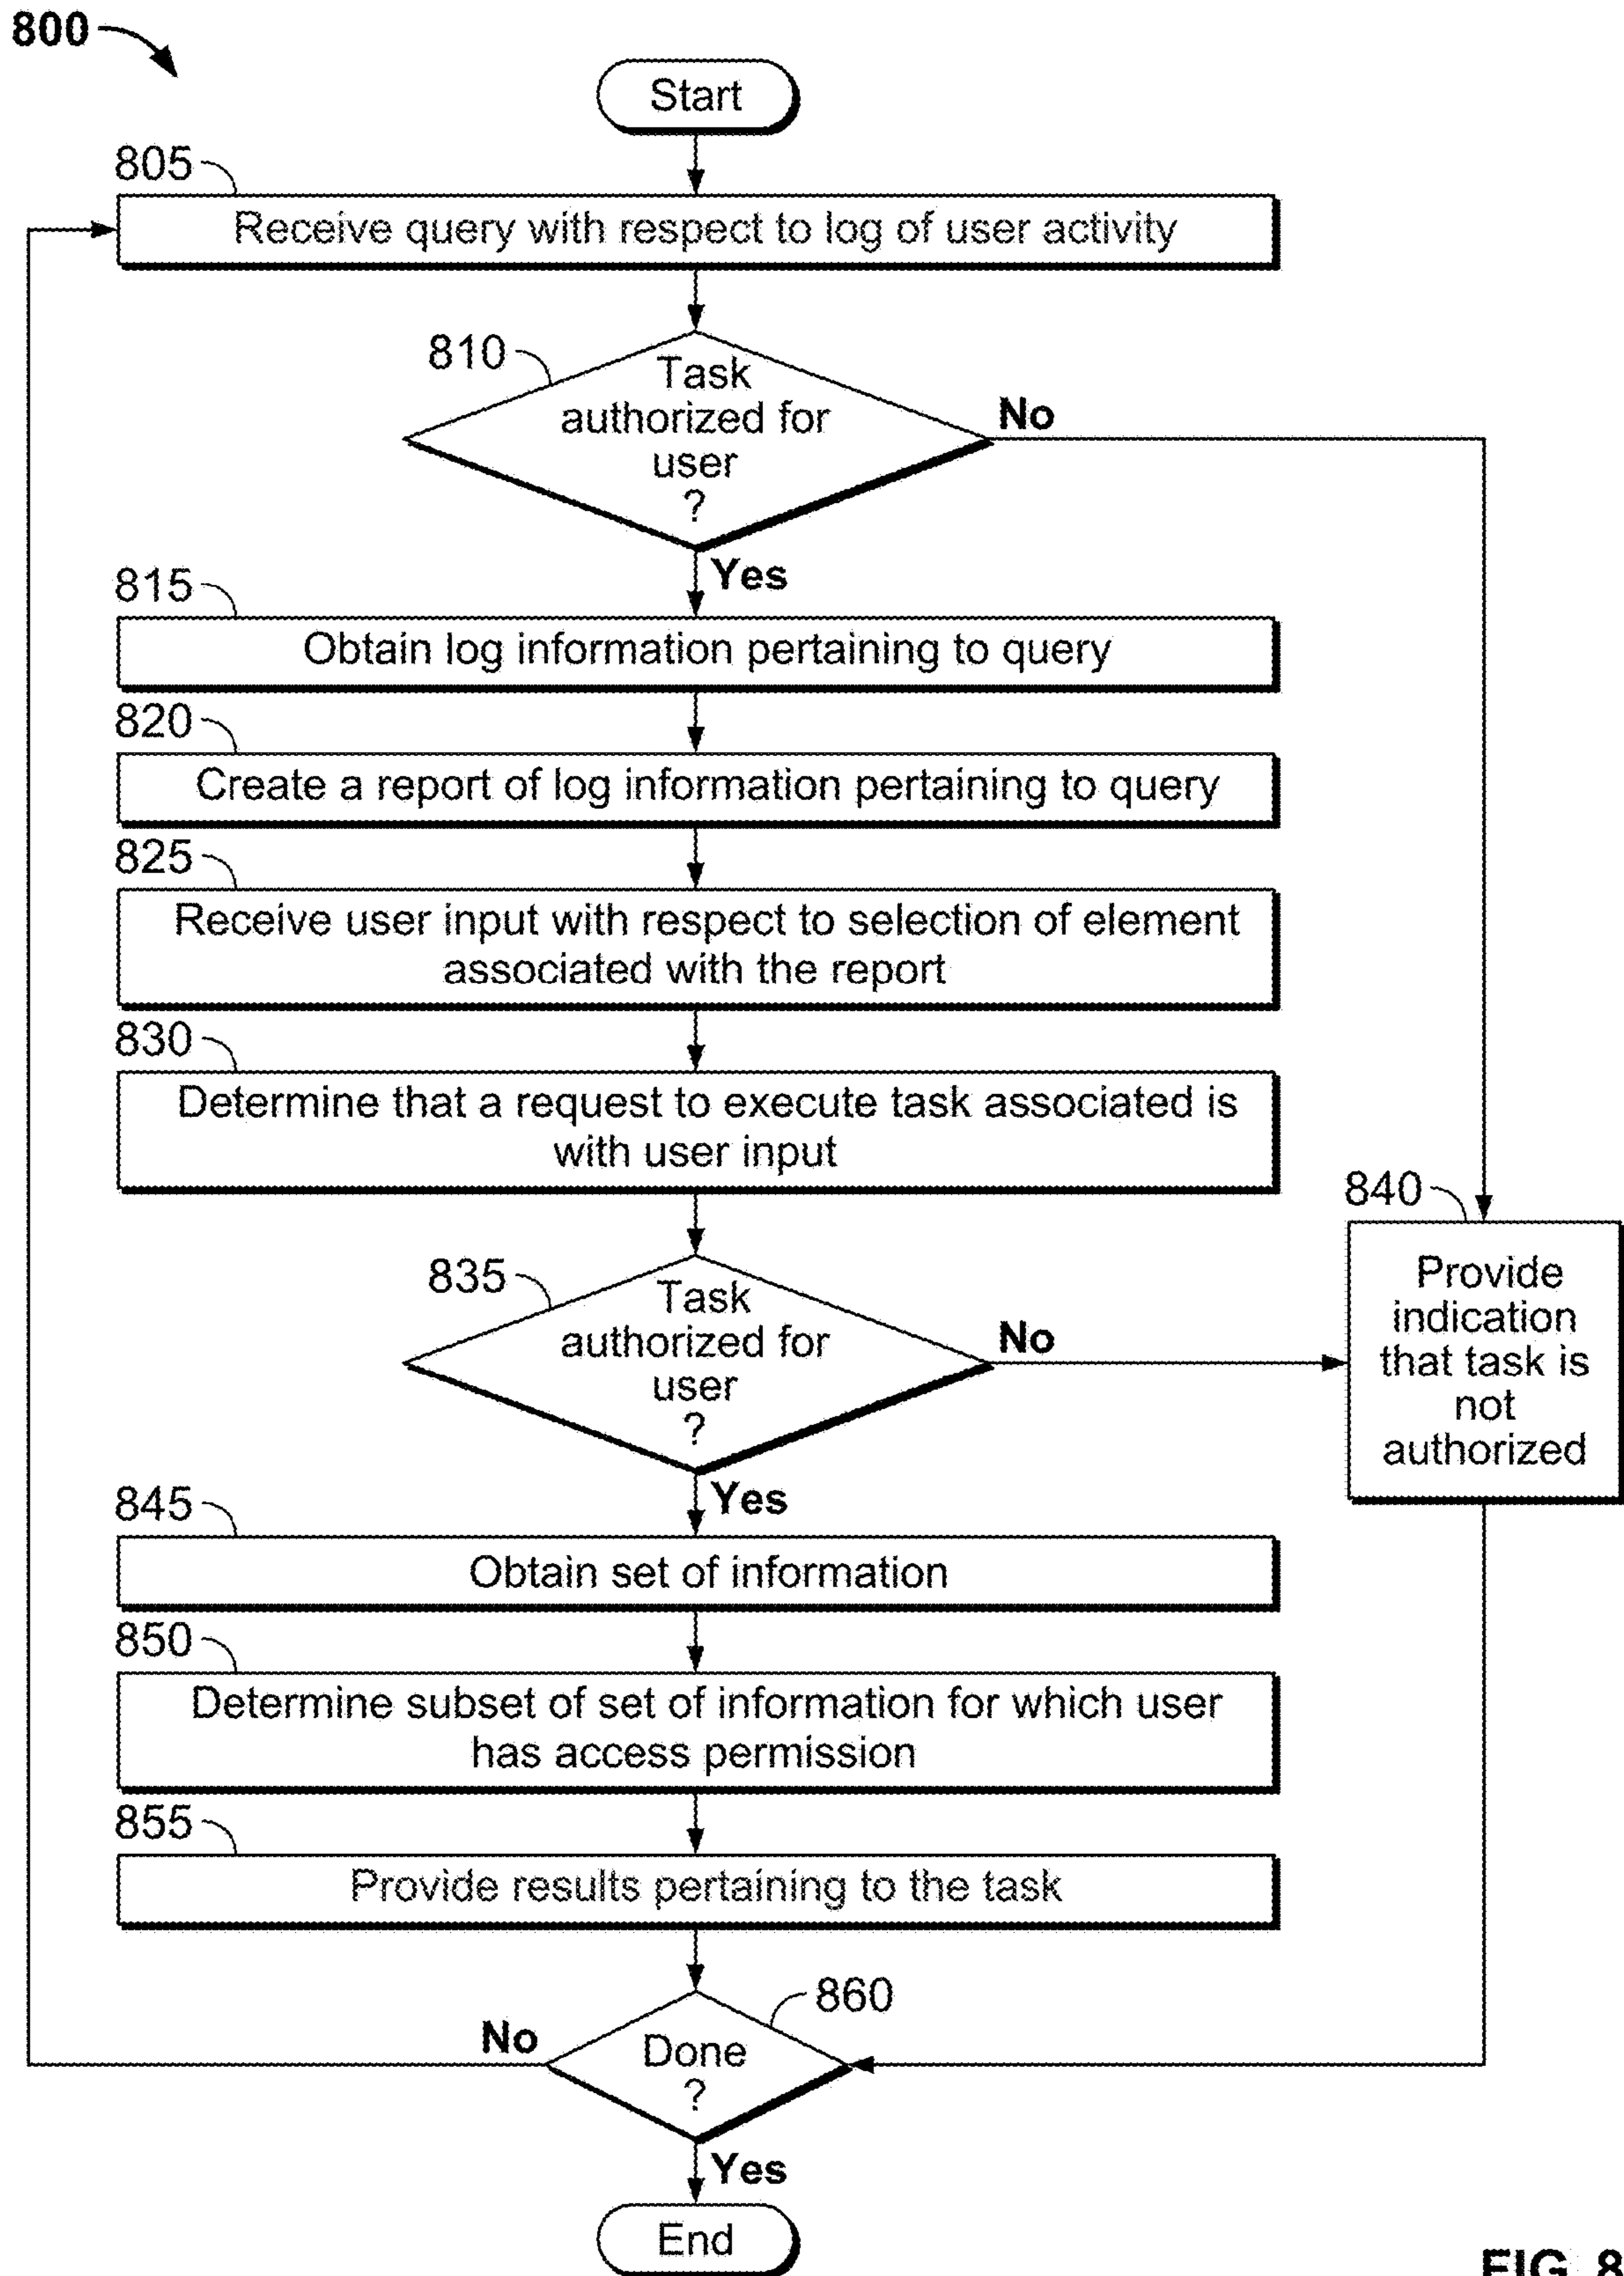 800
Start
805
Receive query with respect to log of user activity
810
Task
authorized for
user
?
No
Yes
815
Obtain log information pertaining to query
820
Create a report of log information pertaining to query
825
Receive user input with respect to selection of element
associated with the report
830
Determine that a request to execute task associated is
with user input
835
Task
authorized for
user
?
No
840
Provide
indication
that task is
not
authorized
Yes
845
Obtain set of information
850
Determine subset of set of information for which user
has access permission
855
Provide results pertaining to the task
860
Done
?
No
Yes
End
FIG. 8